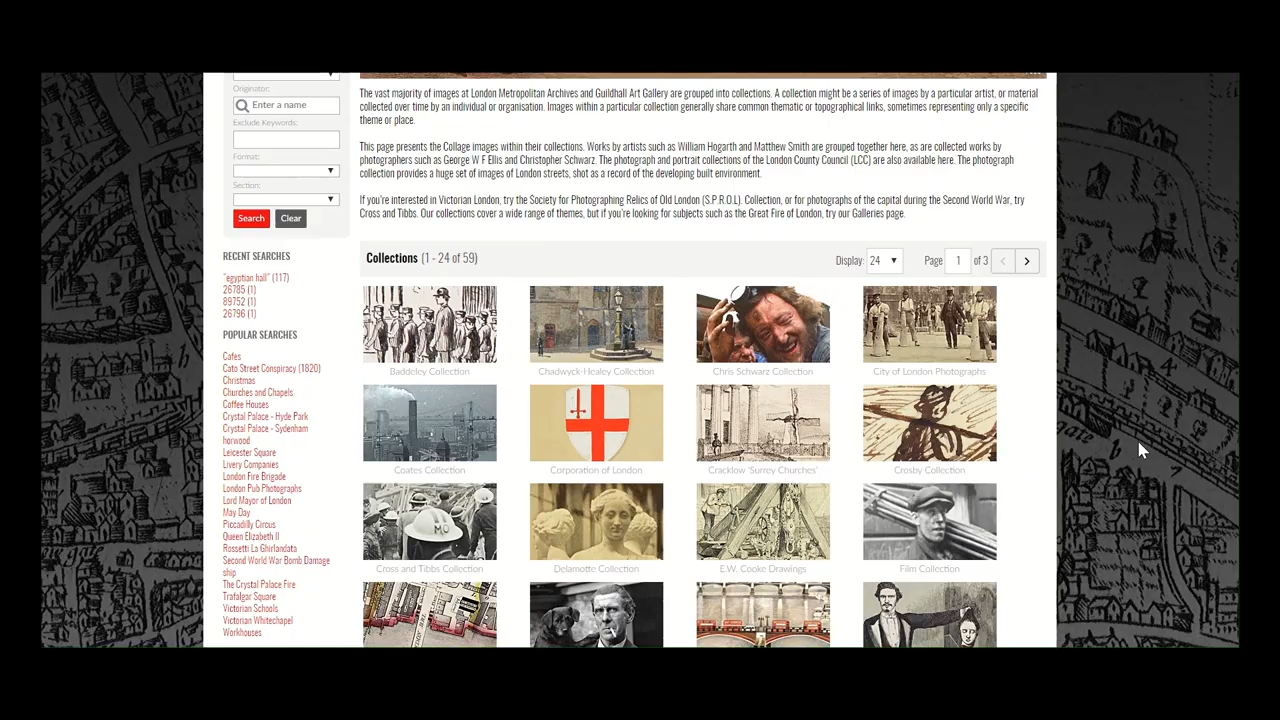 Originator:
Enter a name
Exclude Keywords:
Format:
Section:
Search
Clear
RECENT SEARCHES
"egyptian hall" (117)
26785 (1)
89752 (1)
26796 (1)
POPULAR SEARCHES
Cafes
Cato Street Conspiracy (1820)
Christmas
Churches and Chapels
Coffee Houses
Crystal Palace - Hyde Park
Crystal Palace - Sydenham
horwood
Leicester Square
Livery Companies
London Fire Brigade
London Pub Photographs
Lord Mayor of London
May Day
Piccadilly Circus
Queen Elizabeth II
Rossetti La Ghirlandata
Second World War Bomb Damage
ship
The Crystal Palace Fire
Trafalgar Square
Victorian Schools
Victorian Whitechapel
Workhouses
The vast majority of images at London Metropolitan Archives and Guildhall Art Gallery are grouped into collections. A collection might be a series of images by a particular artist, or material
collected over time by an individual or organisation. Images within a particular collection generally share common thematic or topographical links, sometimes representing only a specific
theme or place.
This page presents the Collage images within their collections. Works by artists such as William Hogarth and Matthew Smith are grouped together here, as are collected works by
photographers such as George W F Ellis and Christopher Schwarz. The photograph and portrait collections of the London County Council (LCC) are also available here. The photograph
collection provides a huge set of images of London streets, shot as a record of the developing built environment.
If you're interested in Victorian London, try the Society for Photographing Relics of Old London (S.P.R.O.L). Collection, or for photographs of the capital during the Second World War, try
Cross and Tibbs. Our collections cover a wide range of themes, but if you're looking for subjects such as the Great Fire of London, try our Galleries page.
Collections (1 - 24 of 59)
Display: 24
Page 1 of 3
Baddeley Collection
Chadwyck-Healey Collection
Chris Schwarz Collection
City of London Photographs
Coates Collection
Corporation of London
Cracklow 'Surrey Churches'
Crosby Collection
Cross and Tibbs Collection
Delamotte Collection
E.W. Cooke Drawings
Film Collection